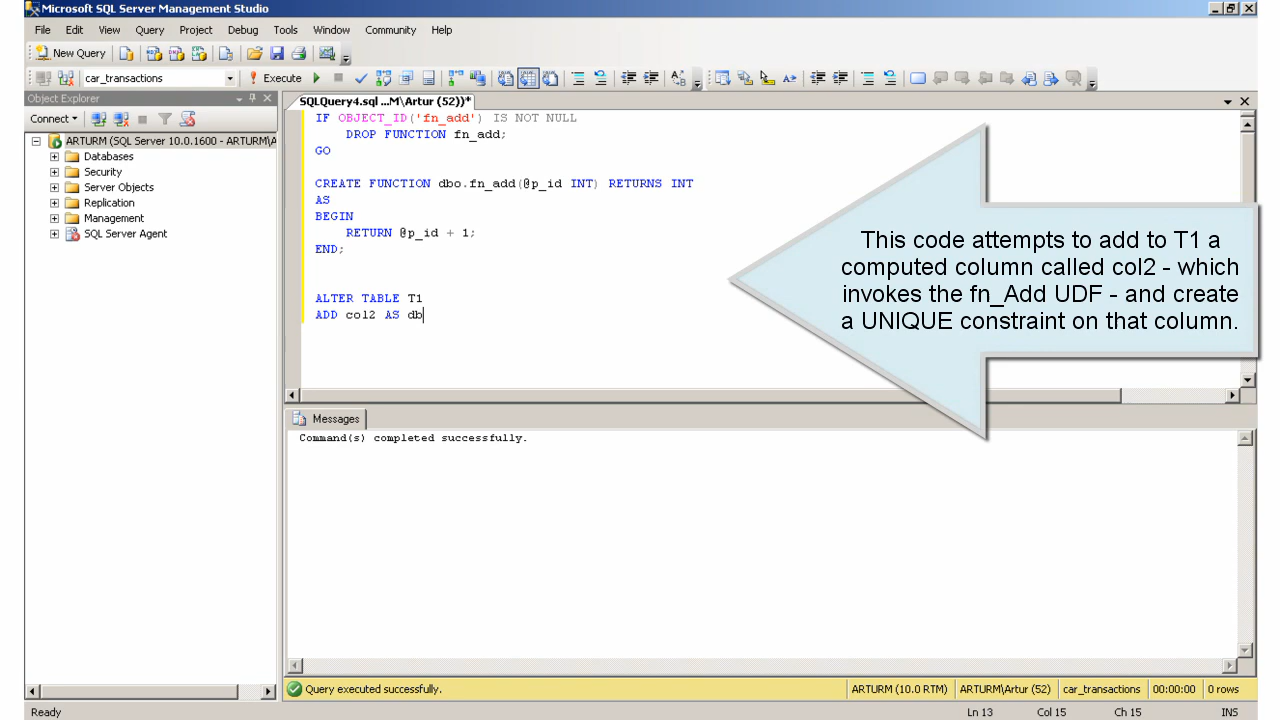 Microsoft SQL Server Management Studio
File Edit View Query Project Debug Tools Window Community Help
New Query
car_transactions Execute
Object Explorer
SQLQuery4.sql ...M\Artur (52))*
Connect
ARTURM (SQL Server 10.0.1600 - ARTURM\A
Databases
Security
Server Objects
Replication
Management
SQL Server Agent
IF OBJECT_ID('fn_add') IS NOT NULL
DROP FUNCTION fn_add;
GO
CREATE FUNCTION dbo.fn_add(@p_id INT) RETURNS INT
AS
BEGIN
RETURN @p_id + 1;
END;
ALTER TABLE T1
ADD col2 AS db
This code attempts to add to T1 a
computed column called col2 - which
invokes the fn_Add UDF - and create
a UNIQUE constraint on that column.
Messages
Command(s) completed successfully.
Query executed successfully. ARTURM (10.0 RTM) ARTURM\Artur (52) car_transactions 00:00:00 0 rows
Ready Ln 13 Col 15 Ch 15 INS